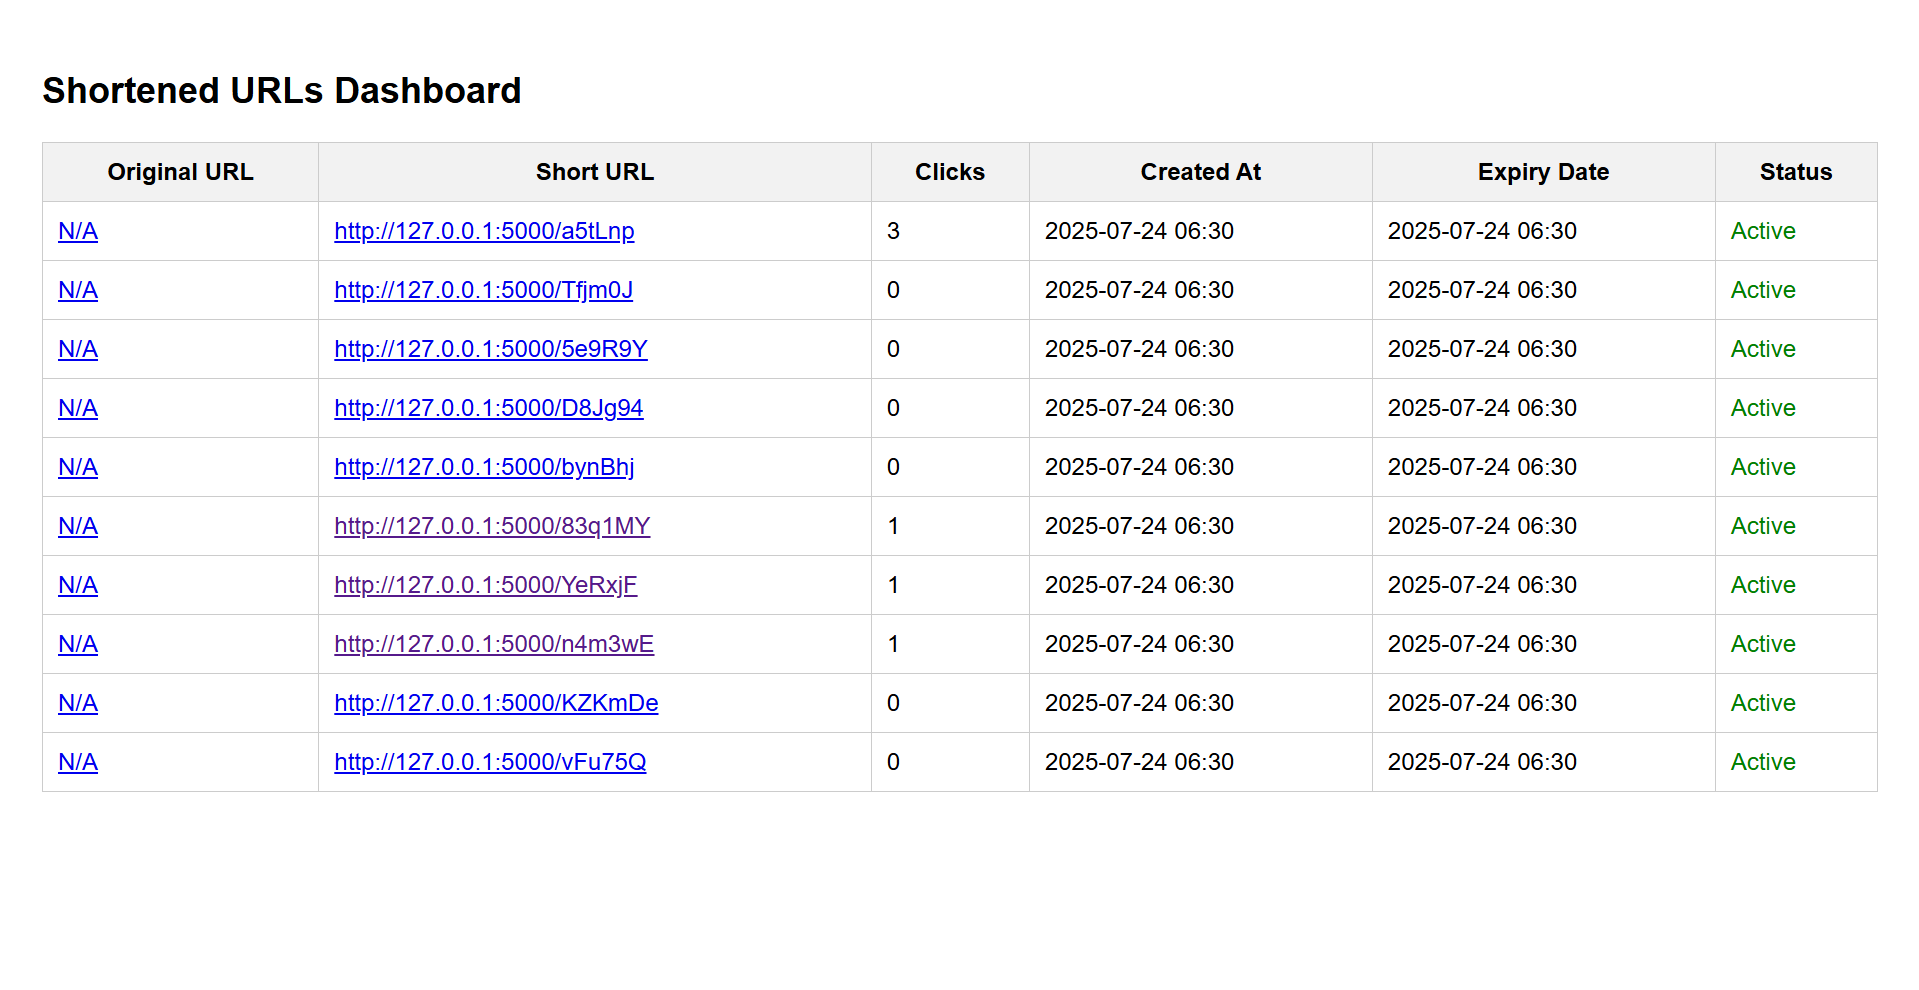 Shortened URLs Dashboard
Original URL Short URL Clicks Created At Expiry Date Status
N/A http://127.0.0.1:5000/a5tLnp 3 2025-07-24 06:30 2025-07-24 06:30 Active
N/A http://127.0.0.1:5000/Tfjm0J 0 2025-07-24 06:30 2025-07-24 06:30 Active
N/A http://127.0.0.1:5000/5e9R9Y 0 2025-07-24 06:30 2025-07-24 06:30 Active
N/A http://127.0.0.1:5000/D8Jg94 0 2025-07-24 06:30 2025-07-24 06:30 Active
N/A http://127.0.0.1:5000/bynBhj 0 2025-07-24 06:30 2025-07-24 06:30 Active
N/A http://127.0.0.1:5000/83q1MY 1 2025-07-24 06:30 2025-07-24 06:30 Active
N/A http://127.0.0.1:5000/YeRxjF 1 2025-07-24 06:30 2025-07-24 06:30 Active
N/A http://127.0.0.1:5000/n4m3wE 1 2025-07-24 06:30 2025-07-24 06:30 Active
N/A http://127.0.0.1:5000/KZKmDe 0 2025-07-24 06:30 2025-07-24 06:30 Active
N/A http://127.0.0.1:5000/vFu75Q 0 2025-07-24 06:30 2025-07-24 06:30 Active